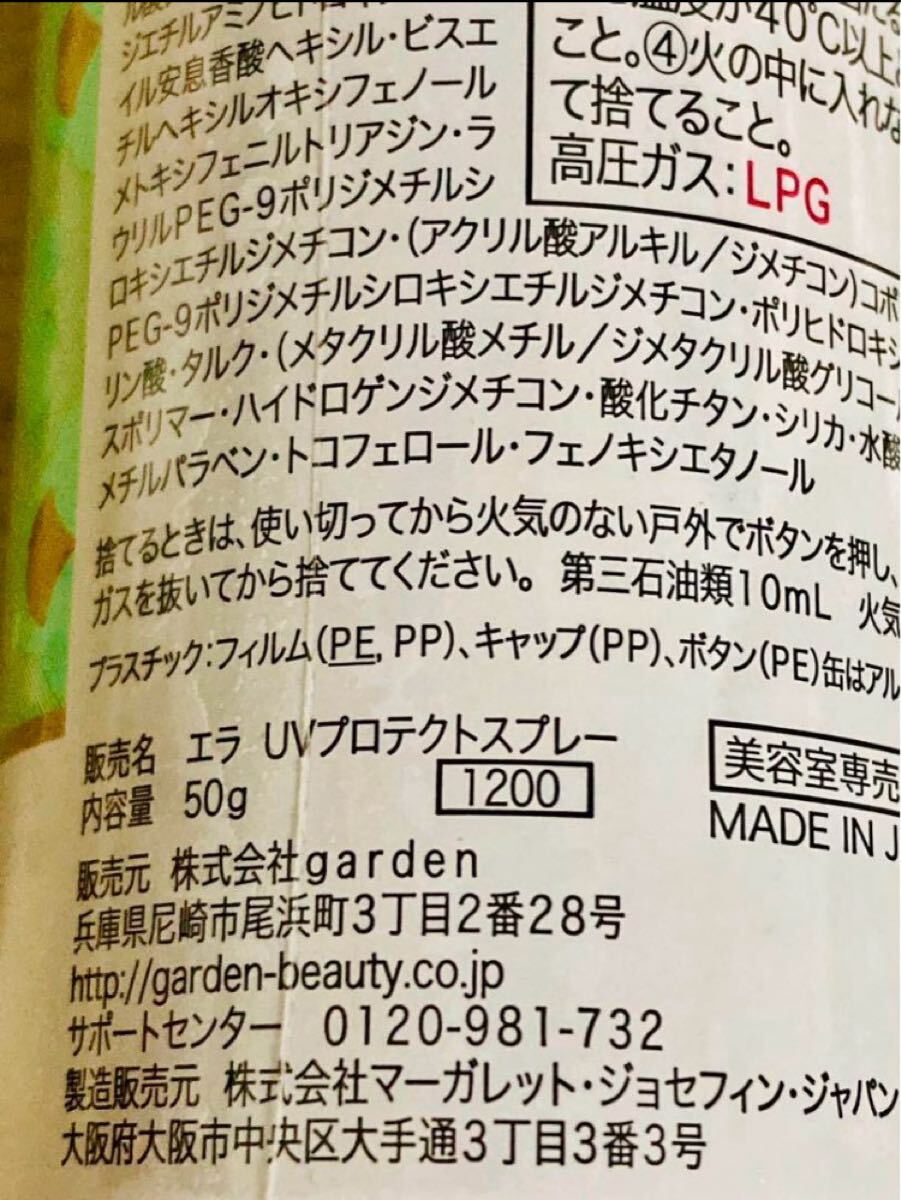 ジエチルアミノヒドロキ
イル安息香酸ヘキシル・ビスエ
チルヘキシルオキシフェノール
メトキシフェニルトリアジン・ラ
ウリルPEG-9ポリジメチルシ
ロキシエチルジメチコン・(アクリル酸アルキル/ジメチコン)コポ
PEG-9ポリジメチルシロキシエチルジメチコン・ポリヒドロキシ
リン酸・タルク・(メタクリル酸メチル/ジメタクリル酸グリコール
スポリマー・ハイドロゲンジメチコン・酸化チタン・シリカ・水酸
メチルパラベン・トコフェロール・フェノキシエタノール
温度が40℃以上
こと。④火の中に入れな
て捨てること。
高圧ガス:LPG
捨てるときは、使い切ってから火気のない戸外でボタンを押し、
ガスを抜いてから捨ててください。 第三石油類10mL 火気
プラスチック:フィルム(PE, PP)、キャップ(PP)、ボタン(PE)缶はアル
販売名 エラ UVプロテクトスプレー
内容量 50g 1200
美容室専売
MADE IN J
販売元 株式会社garden
兵庫県尼崎市尾浜町3丁目2番28号
http://garden-beauty.co.jp
サポートセンター 0120-981-732
製造販売元 株式会社マーガレット・ジョセフィン・ジャパン
大阪府大阪市中央区大手通3丁目3番3号